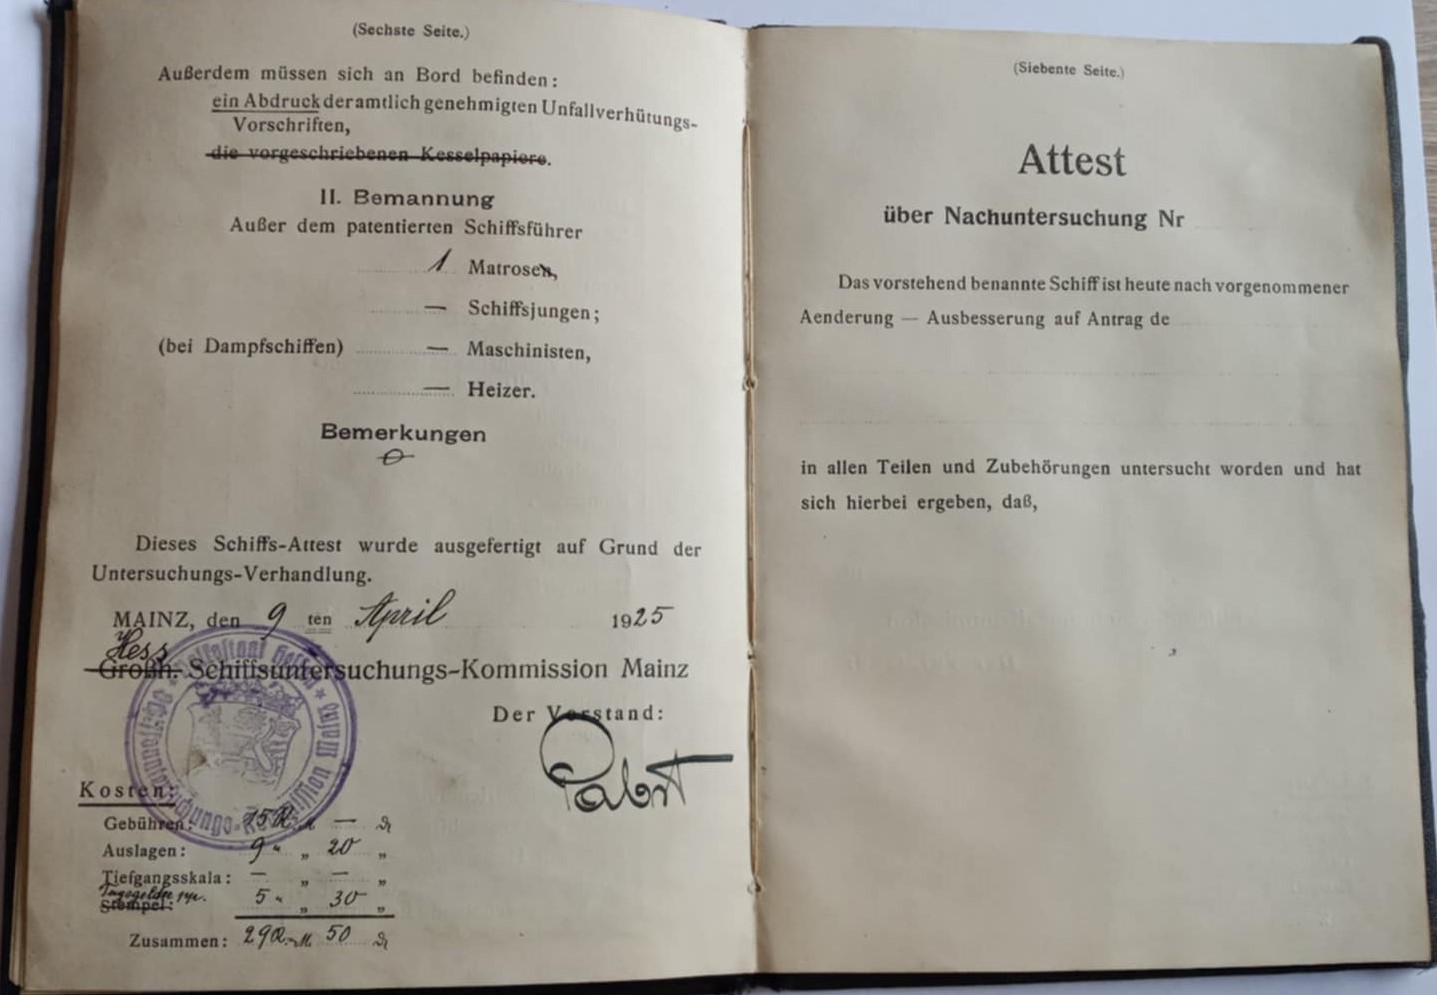 (Sechste Seite.)
Außerdem müssen sich an Bord befinden:
ein Abdruck der amtlich genehmigten Unfallverhütungs-
Vorschriften,
die vorgeschriebenen Kesselpapiere.
II. Bemannung
Außer dem patentierten Schiffsführer
1 Matrosen,
— Schiffsjungen;
(bei Dampfschiffen) — Maschinisten,
— Heizer.
Bemerkungen
Dieses Schiffs-Attest wurde ausgefertigt auf Grund der
Untersuchungs-Verhandlung.
MAINZ, den 9 ten April 1925
Hess
Großh. Schiffsuntersuchungs-Kommission Mainz
Der Vorstand:
Pabst
Kosten:
Gebühren: 15 R M —
Auslagen: 9 " „ 20 „
Tiefgangsskala: — „ — „
Tagegelder
Stempel: 5 " „ 30 „
Zusammen: 29 R. M. 50
(Siebente Seite.)
Attest
über Nachuntersuchung Nr
Das vorstehend benannte Schiff ist heute nach vorgenommener
Aenderung — Ausbesserung auf Antrag de
in allen Teilen und Zubehörungen untersucht worden und hat
sich hierbei ergeben, daß,